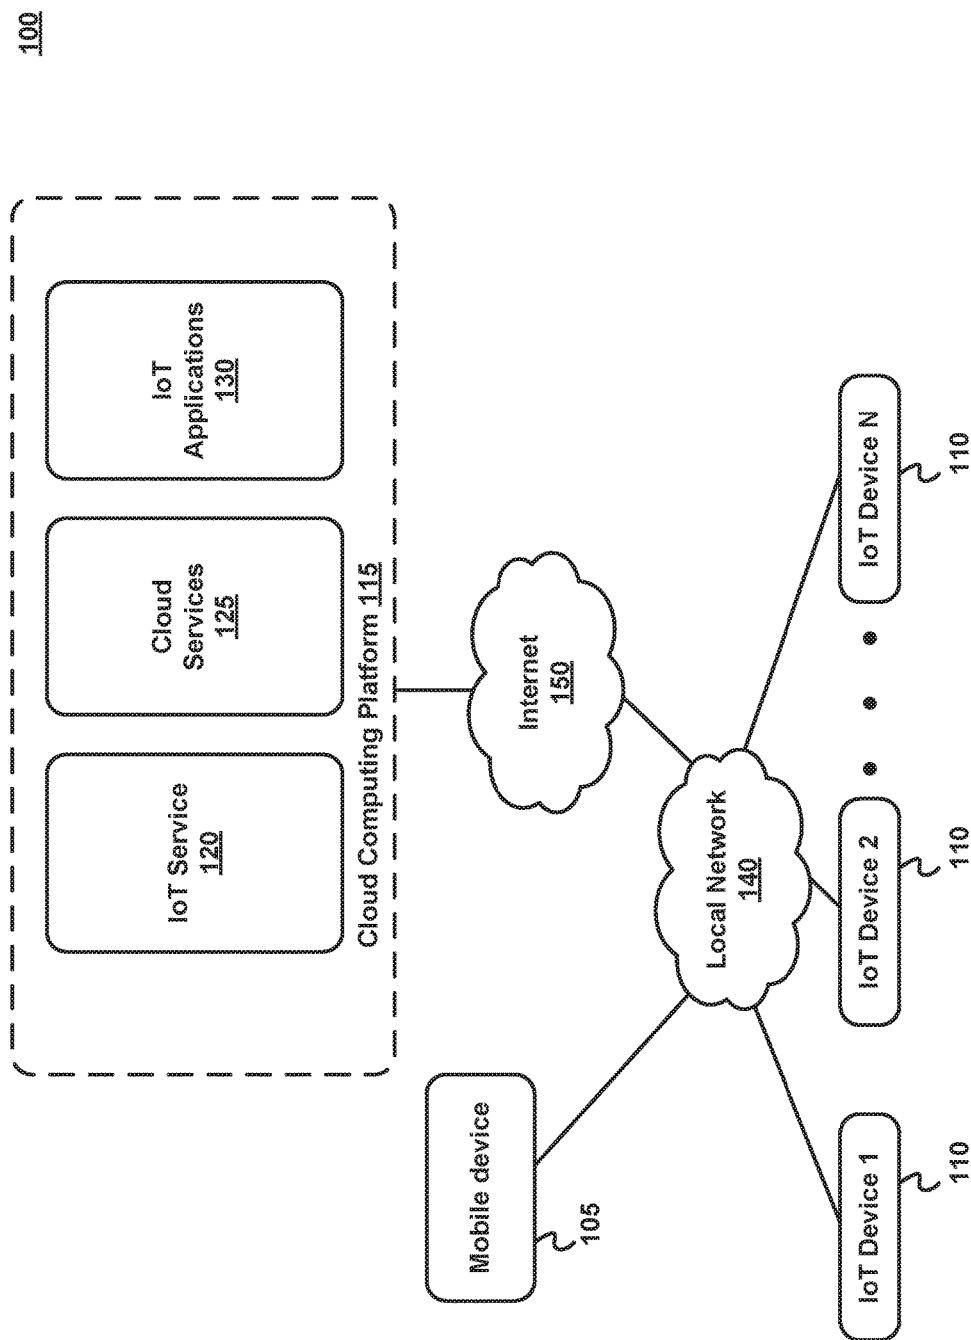 100
IoT Service
120
Cloud
Services
125
IoT
Applications
130
Cloud Computing Platform 115
Internet
150
Mobile device
105
Local Network
140
IoT Device 1
110
IoT Device 2
110
IoT Device N
110